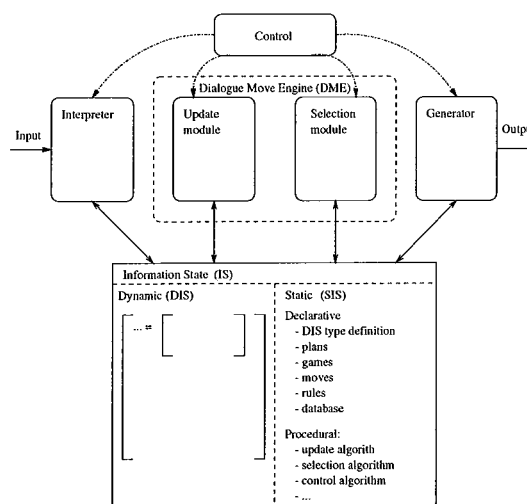 Control
Dialogue Move Engine (DME)
Interpreter
Update
module
Selection
module
Generator
Input
Output
Information State (IS)
Dynamic (DIS)
... =
Static (SIS)
Declarative
- DIS type definition
- plans
- games
- moves
- rules
- database
Procedural:
- update algorith
- selection algorithm
- control algorithm
- ...